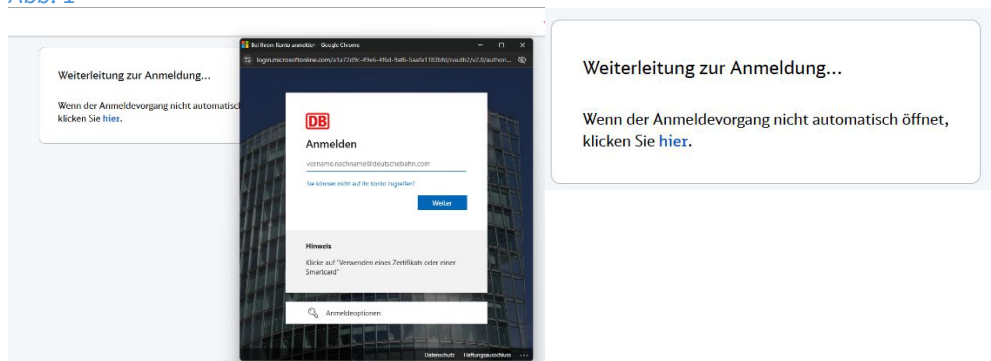 Abb. 1
Weiterleitung zur Anmeldung...
Wenn der Anmeldevorgang nicht automatisch
klicken Sie hier.
Bei Ihrem Konto anmelden - Google Chrome
DB
Anmelden
vorname.nachname@deutschebahn.com
Sie können nicht auf Ihr Konto zugreifen?
Weiter
Hinweis
Klicke auf "Verwenden eines Zertifikats oder einer
Smartcard"
Anmeldeoptionen
Datenschutz Haftungsausschluss ...
Weiterleitung zur Anmeldung...
Wenn der Anmeldevorgang nicht automatisch öffnet,
klicken Sie hier.